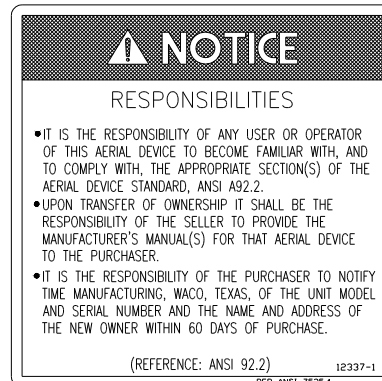 NOTICE
RESPONSIBILITIES
•IT IS THE RESPONSIBILITY OF ANY USER OR OPERATOR
OF THIS AERIAL DEVICE TO BECOME FAMILIAR WITH, AND
TO COMPLY WITH, THE APPROPRIATE SECTION(S) OF THE
AERIAL DEVICE STANDARD, ANSI A92.2.
•UPON TRANSFER OF OWNERSHIP IT SHALL BE THE
RESPONSIBILITY OF THE SELLER TO PROVIDE THE
MANUFACTURER'S MANUAL(S) FOR THAT AERIAL DEVICE
TO THE PURCHASER.
•IT IS THE RESPONSIBILITY OF THE PURCHASER TO NOTIFY
TIME MANUFACTURING, WACO, TEXAS, OF THE UNIT MODEL
AND SERIAL NUMBER AND THE NAME AND ADDRESS OF
THE NEW OWNER WITHIN 60 DAYS OF PURCHASE.
(REFERENCE: ANSI 92.2) 12337-1